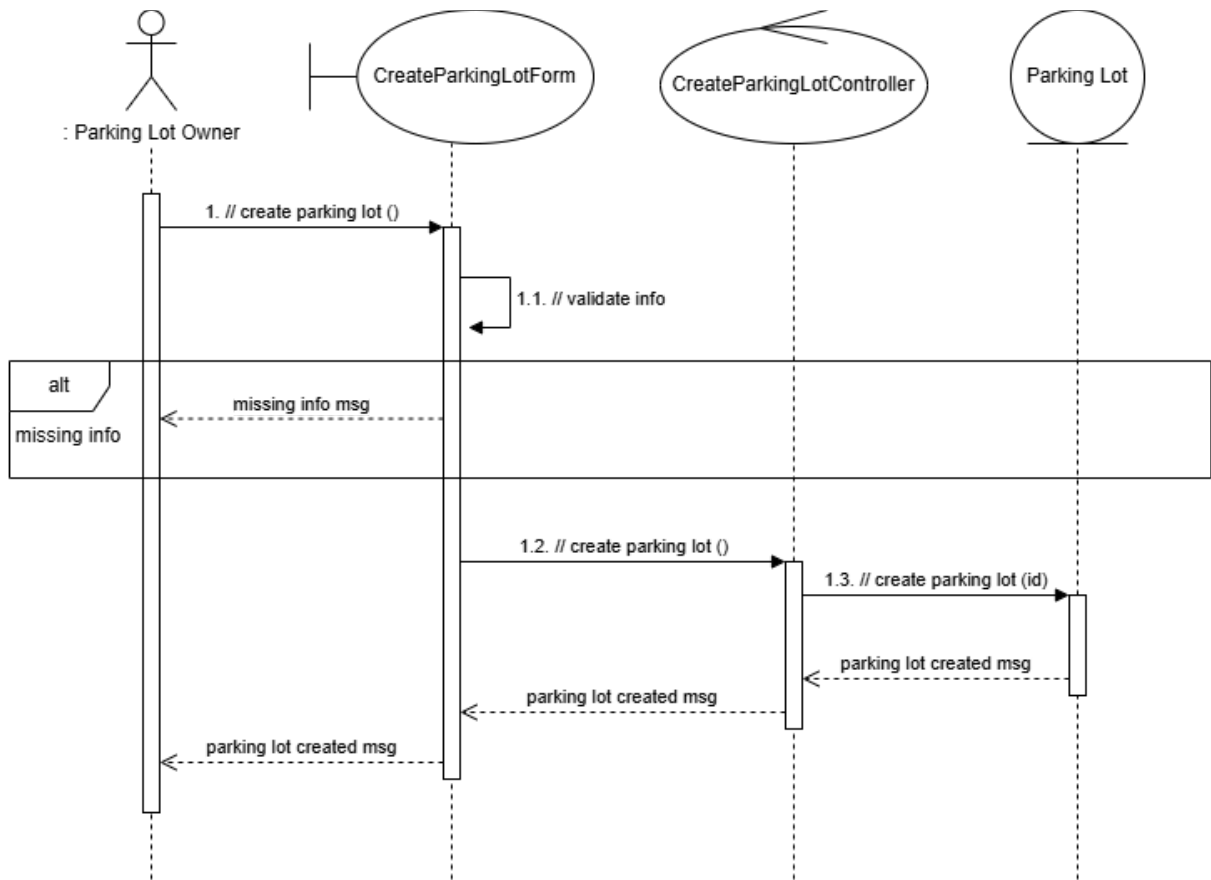 CreateParkingLotForm
CreateParkingLotController
Parking Lot
: Parking Lot Owner
1. // create parking lot ()
1.1. // validate info
alt
missing info msg
missing info
1.2. // create parking lot ()
1.3. // create parking lot (id)
parking lot created msg
parking lot created msg
parking lot created msg